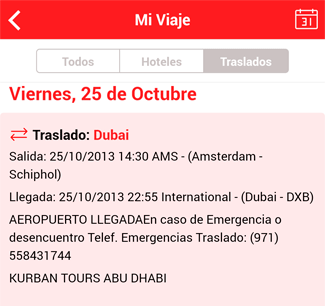 Mi Viaje
31
Todos
Hoteles
Traslados
Viernes, 25 de Octubre
Traslado: Dubai
Salida: 25/10/2013 14:30 AMS - (Amsterdam -
Schiphol)
Llegada: 25/10/2013 22:55 International - (Dubai - DXB)
AEROPUERTO LLEGADAEn caso de Emergencia o
desencuentro Telef. Emergencias Traslado: (971)
558431744
KURBAN TOURS ABU DHABI